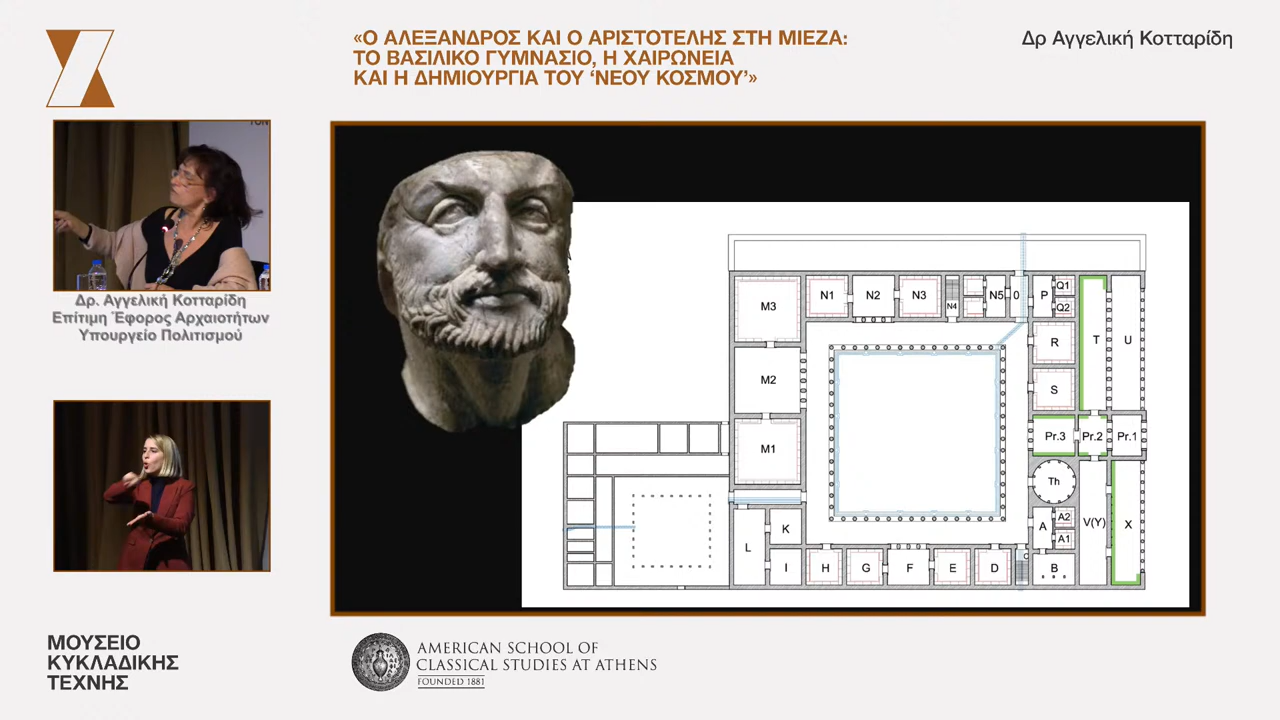 «Ο ΑΛΕΞΑΝΔΡΟΣ ΚΑΙ Ο ΑΡΙΣΤΟΤΕΛΗΣ ΣΤΗ ΜΙΕΖΑ:
ΤΟ ΒΑΣΙΛΙΚΟ ΓΥΜΝΑΣΙΟ, Η ΧΑΙΡΩΝΕΙΑ
ΚΑΙ Η ΔΗΜΙΟΥΡΓΙΑ ΤΟΥ ‘ΝΕΟΥ ΚΟΣΜΟΥ’»
Δρ Αγγελική Κοτταρίδη
Δρ. Αγγελική Κοτταρίδη
Επίτιμη Έφορος Αρχαιοτήτων
Υπουργείο Πολιτισμού
M3
N1
N2
N3
N4
N5
0
P
Q1
Q2
R
T
U
M2
S
M1
Pr.3
Pr.2
Pr.1
Th
L
K
A
A2
A1
V(Y)
X
I
H
G
F
E
D
C
B
ΜΟΥΣΕΙΟ
ΚΥΚΛΑΔΙΚΗΣ
ΤΕΧΝΗΣ
AMERICAN SCHOOL OF
CLASSICAL STUDIES AT ATHENS
FOUNDED 1881